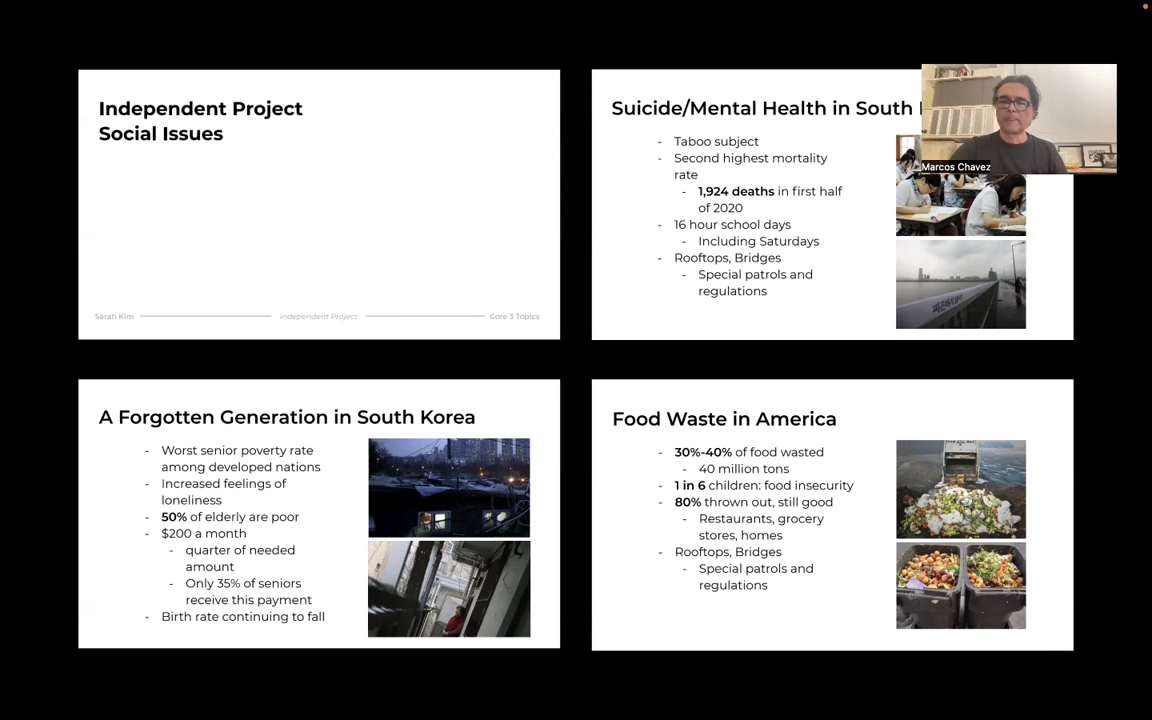 Independent Project
Social Issues
Sarah Kim
Independent Project
Core 3 Topics
Suicide/Mental Health in South
- Taboo subject
- Second highest mortality
rate
- 1,924 deaths in first half
of 2020
- 16 hour school days
- Including Saturdays
- Rooftops, Bridges
- Special patrols and
regulations
Marcos Chavez
A Forgotten Generation in South Korea
- Worst senior poverty rate
among developed nations
- Increased feelings of
loneliness
- 50% of elderly are poor
- $200 a month
- quarter of needed
amount
- Only 35% of seniors
receive this payment
- Birth rate continuing to fall
Food Waste in America
- 30%-40% of food wasted
- 40 million tons
- 1 in 6 children: food insecurity
- 80% thrown out, still good
- Restaurants, grocery
stores, homes
- Rooftops, Bridges
- Special patrols and
regulations